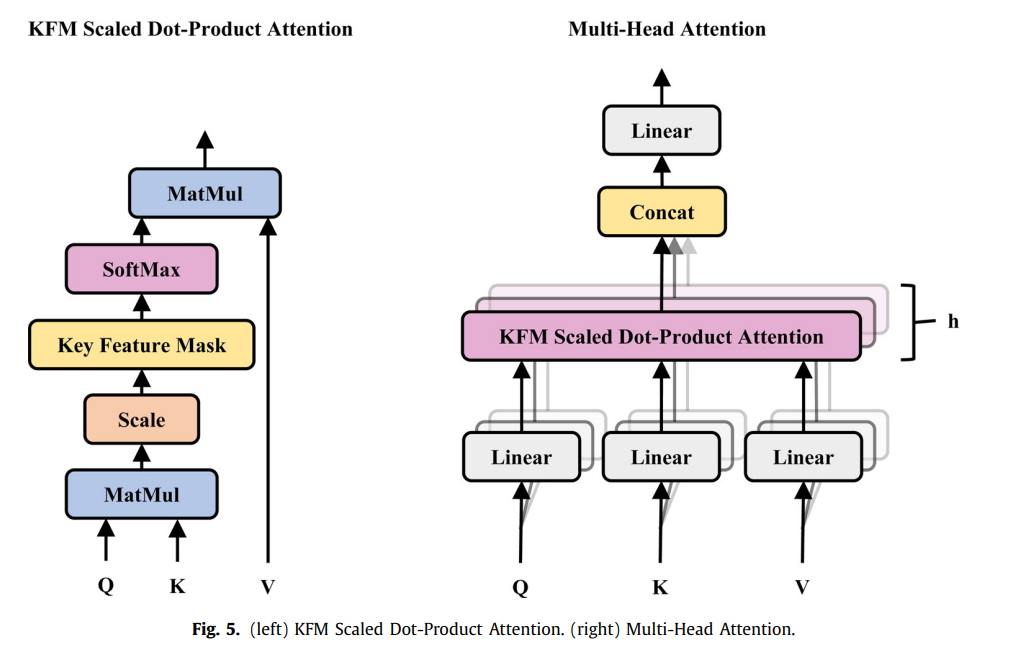 KFM Scaled Dot-Product Attention
MatMul
SoftMax
Key Feature Mask
Scale
MatMul
Q K V
Multi-Head Attention
Linear
Concat
KFM Scaled Dot-Product Attention
h
Linear Linear Linear
Q K V
Fig. 5. (left) KFM Scaled Dot-Product Attention. (right) Multi-Head Attention.